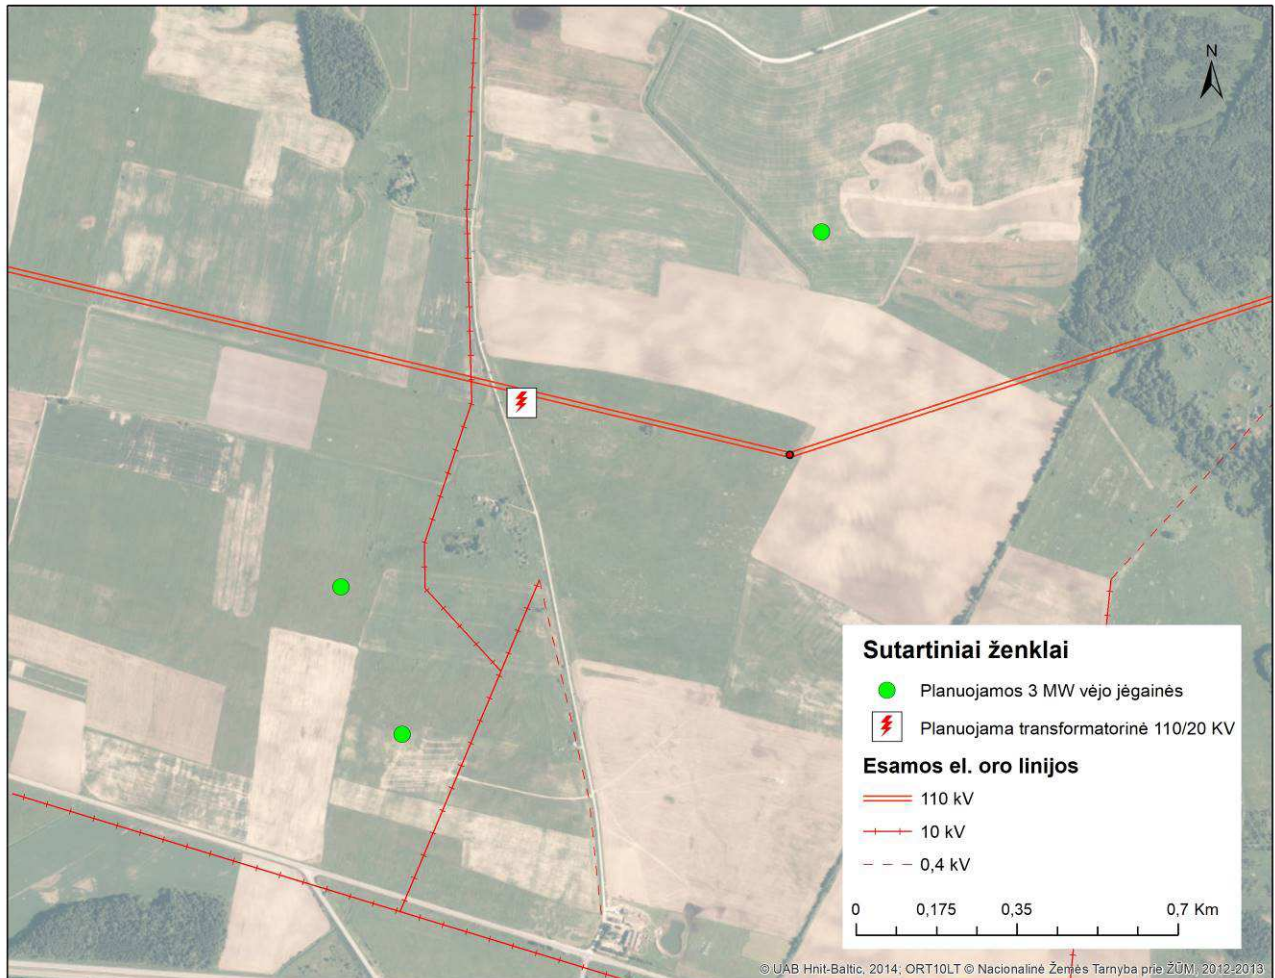 N
Sutartiniai ženklai
Planuojamos 3 MW vėjo jėgainės
Planuojama transformatorinė 110/20 KV
Esamos el. oro linijos
110 kV
10 kV
0,4 kV
0 0,175 0,35 0,7 Km
© UAB Hnit-Baltic, 2014; ORT10LT © Nacionalinė Žemės Tarnyba prie ŽŪM, 2012-2013